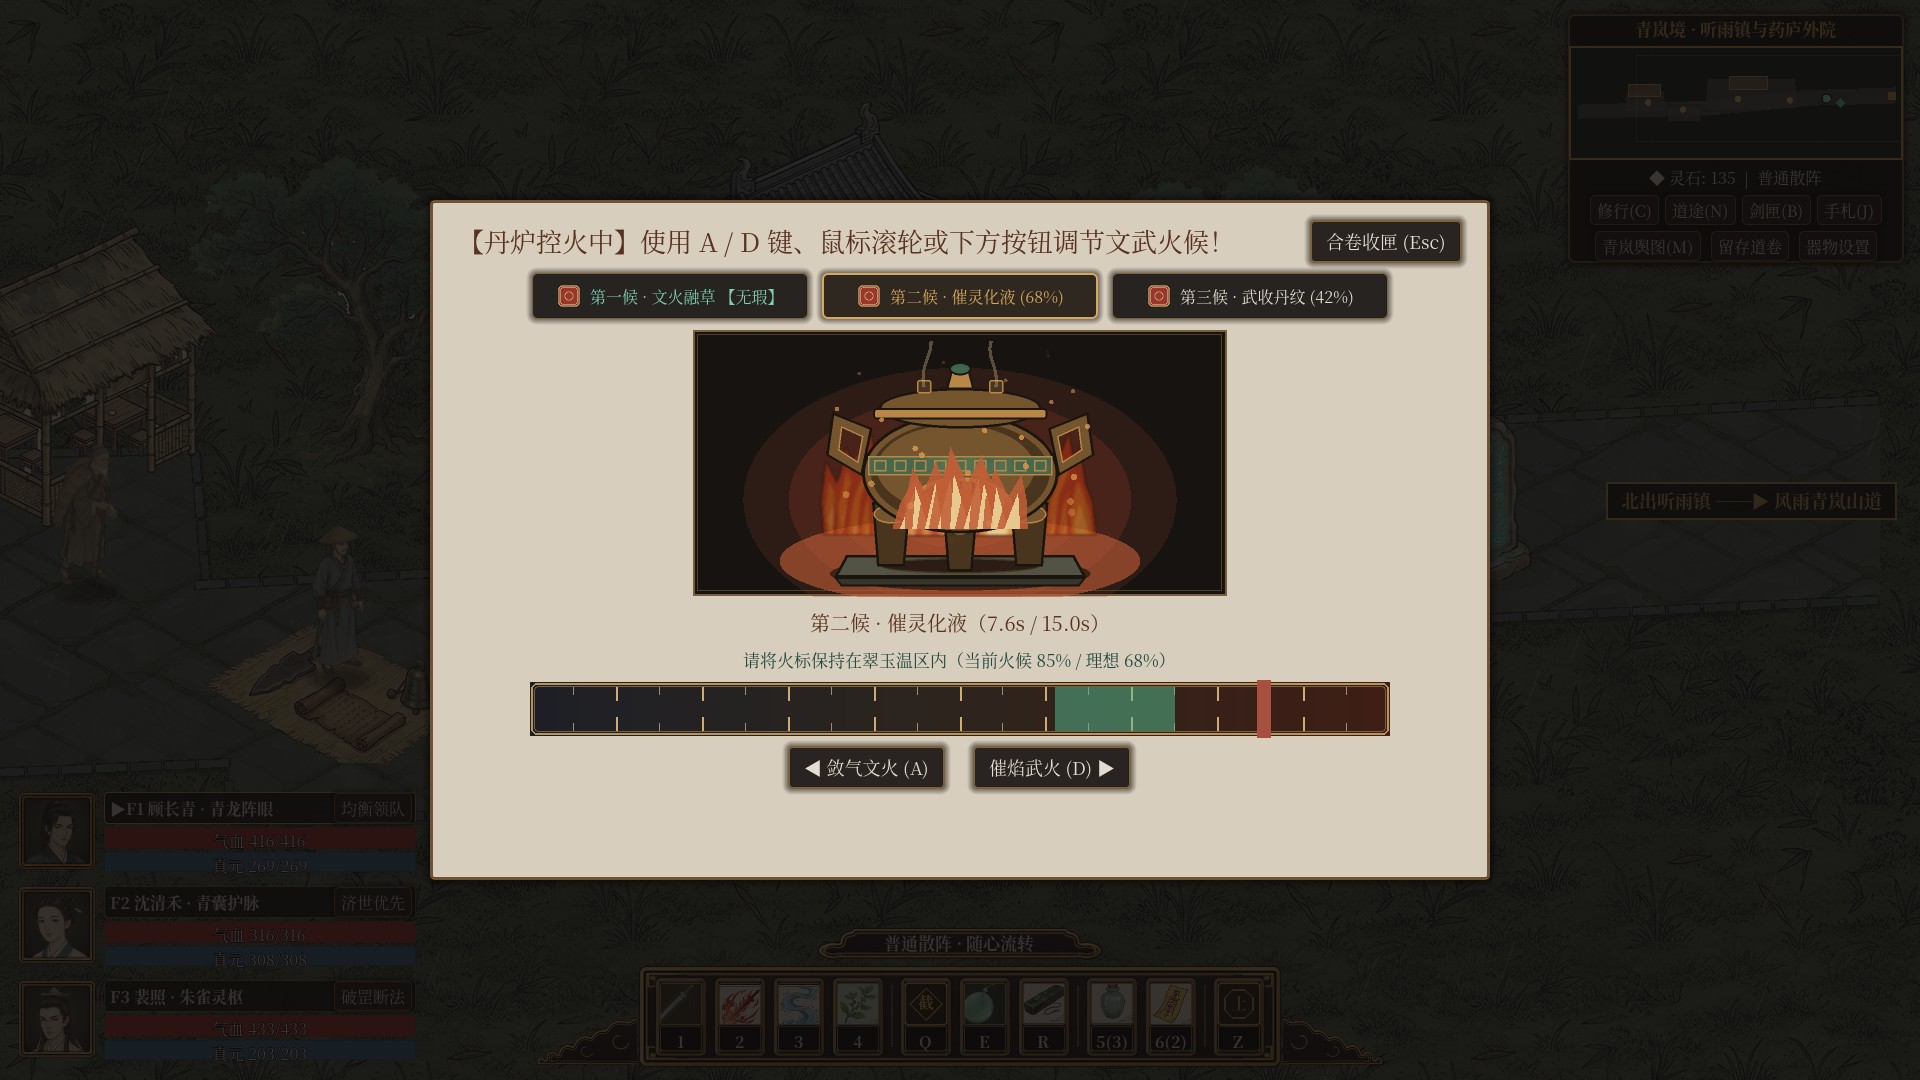 青岚境 · 听雨镇与药庐外院
◆ 灵石: 135 ｜ 普通散阵
修行(C) 道途(N) 剑匣(B) 手札(J)
青岚舆图(M) 留存道卷 器物设置
【丹炉控火中】使用 A / D 键、鼠标滚轮或下方按钮调节文武火候！
合卷收匣 (Esc)
第一候 · 文火融草 【无瑕】
第二候 · 催灵化液 (68%)
第三候 · 武收丹纹 (42%)
北出听雨镇 ──▶ 风雨青岚山道
第二候 · 催灵化液（7.6s / 15.0s）
请将火标保持在翠玉温区内（当前火候 85% / 理想 68%）
◀ 敛气文火 (A)
催焰武火 (D) ▶
▶F1 顾长青 · 青龙阵眼 均衡领队
气血 416/416
真元 269/269
F2 沈清禾 · 青囊护脉 济世优先
气血 316/316
真元 308/308
F3 裴照 · 朱雀灵枢 破罡断法
气血 433/433
真元 203/203
普通散阵 · 随心流转
截
上
1 2 3 4 Q E R 5(3) 6(2) Z